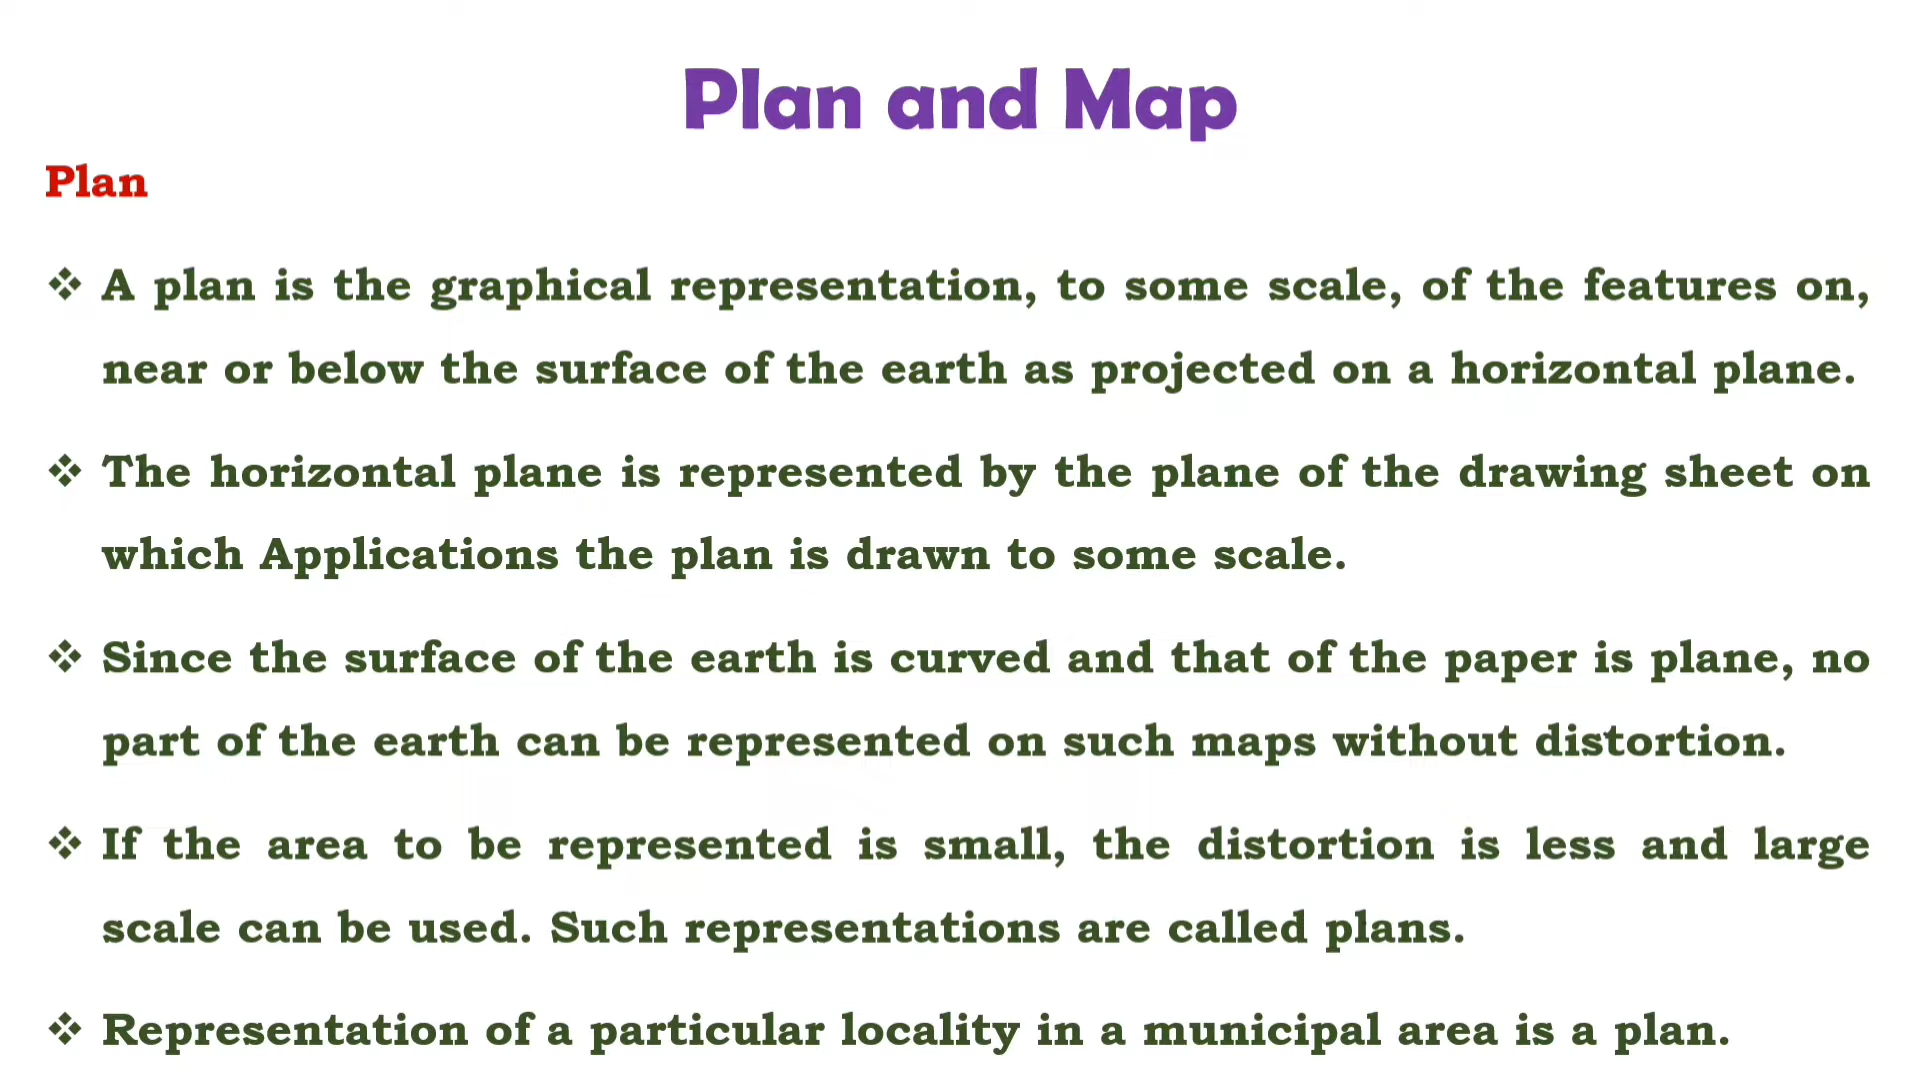 Plan and Map
Plan
❖ A plan is the graphical representation, to some scale, of the features on,
near or below the surface of the earth as projected on a horizontal plane.
❖ The horizontal plane is represented by the plane of the drawing sheet on
which Applications the plan is drawn to some scale.
❖ Since the surface of the earth is curved and that of the paper is plane, no
part of the earth can be represented on such maps without distortion.
❖ If the area to be represented is small, the distortion is less and large
scale can be used. Such representations are called plans.
❖ Representation of a particular locality in a municipal area is a plan.